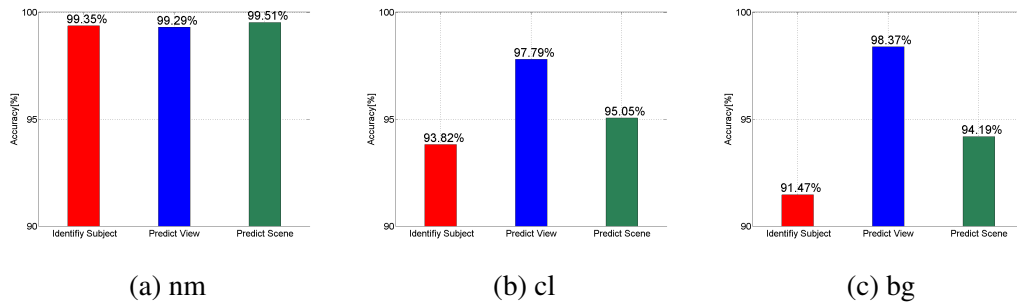 100
95
90
Accuracy[%]
99.35%
99.29%
99.51%
Identifiy Subject
Predict View
Predict Scene
(a) nm
100
95
90
Accuracy[%]
93.82%
97.79%
95.05%
Identifiy Subject
Predict View
Predict Scene
(b) cl
100
95
90
Accuracy[%]
91.47%
98.37%
94.19%
Identifiy Subject
Predict View
Predict Scene
(c) bg